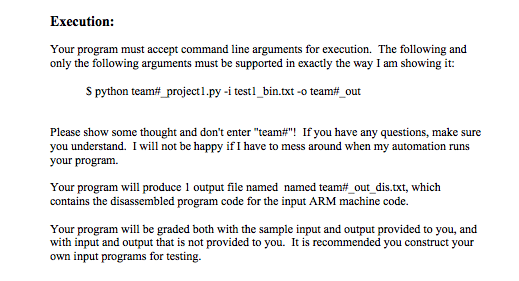 Execution:
Your program must accept command line arguments for execution.  The following and
only the following arguments must be supported in exactly the way I am showing it:
$ python team#_project1.py -i test1_bin.txt -o team#_out
Please show some thought and don't enter "team#"!  If you have any questions, make sure
you understand.  I will not be happy if I have to mess around when my automation runs
your program.
Your program will produce 1 output file named  named team#_out_dis.txt, which
contains the disassembled program code for the input ARM machine code.
Your program will be graded both with the sample input and output provided to you, and
with input and output that is not provided to you.  It is recommended you construct your
own input programs for testing.